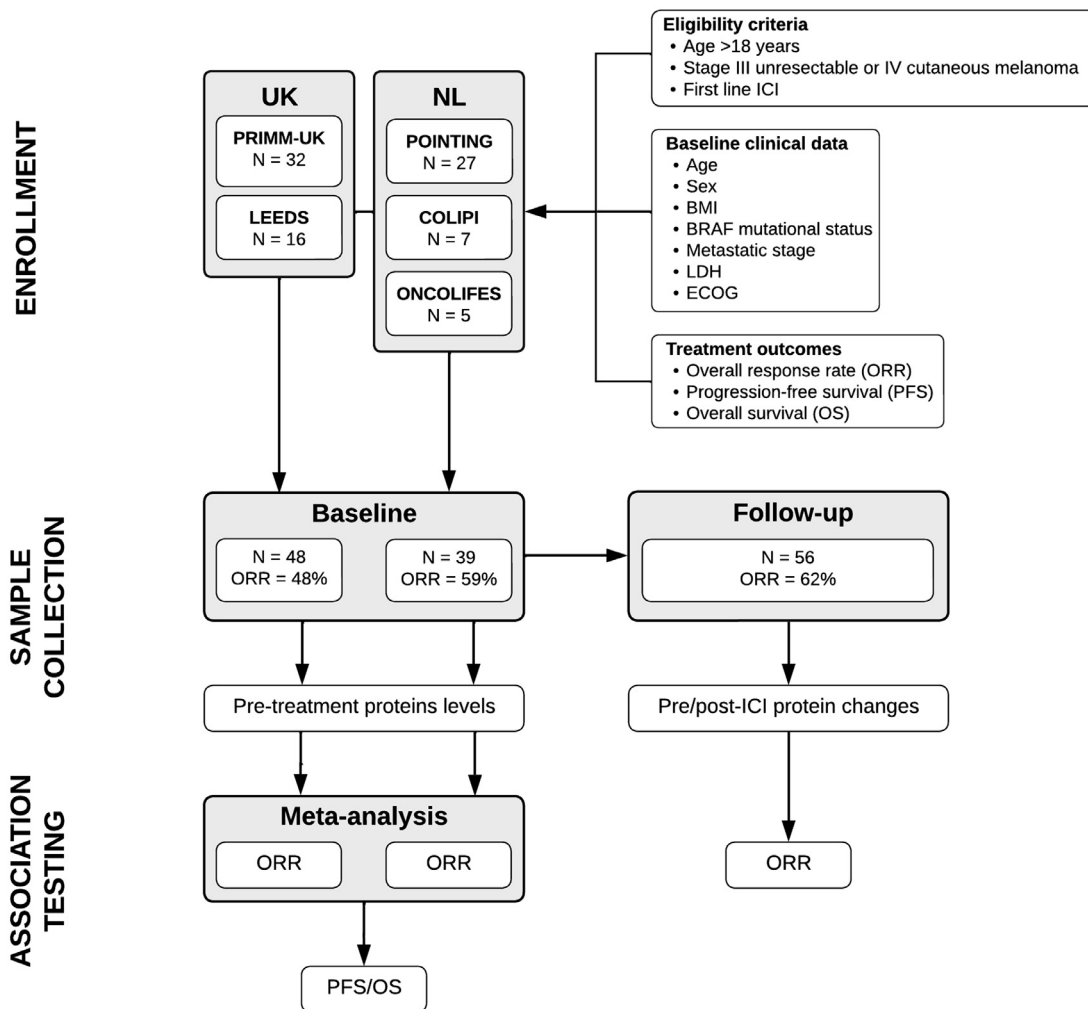 ENROLLMENT
UK
PRIMM-UK
N = 32
LEEDS
N = 16
NL
POINTING
N = 27
COLIPI
N = 7
ONCOLIFES
N = 5
Eligibility criteria
• Age >18 years
• Stage III unresectable or IV cutaneous melanoma
• First line ICI
Baseline clinical data
• Age
• Sex
• BMI
• BRAF mutational status
• Metastatic stage
• LDH
• ECOG
Treatment outcomes
• Overall response rate (ORR)
• Progression-free survival (PFS)
• Overall survival (OS)
SAMPLE
COLLECTION
Baseline
N = 48
ORR = 48%
N = 39
ORR = 59%
Follow-up
N = 56
ORR = 62%
Pre-treatment proteins levels
Pre/post-ICI protein changes
ASSOCIATION
TESTING
Meta-analysis
ORR
ORR
ORR
PFS/OS